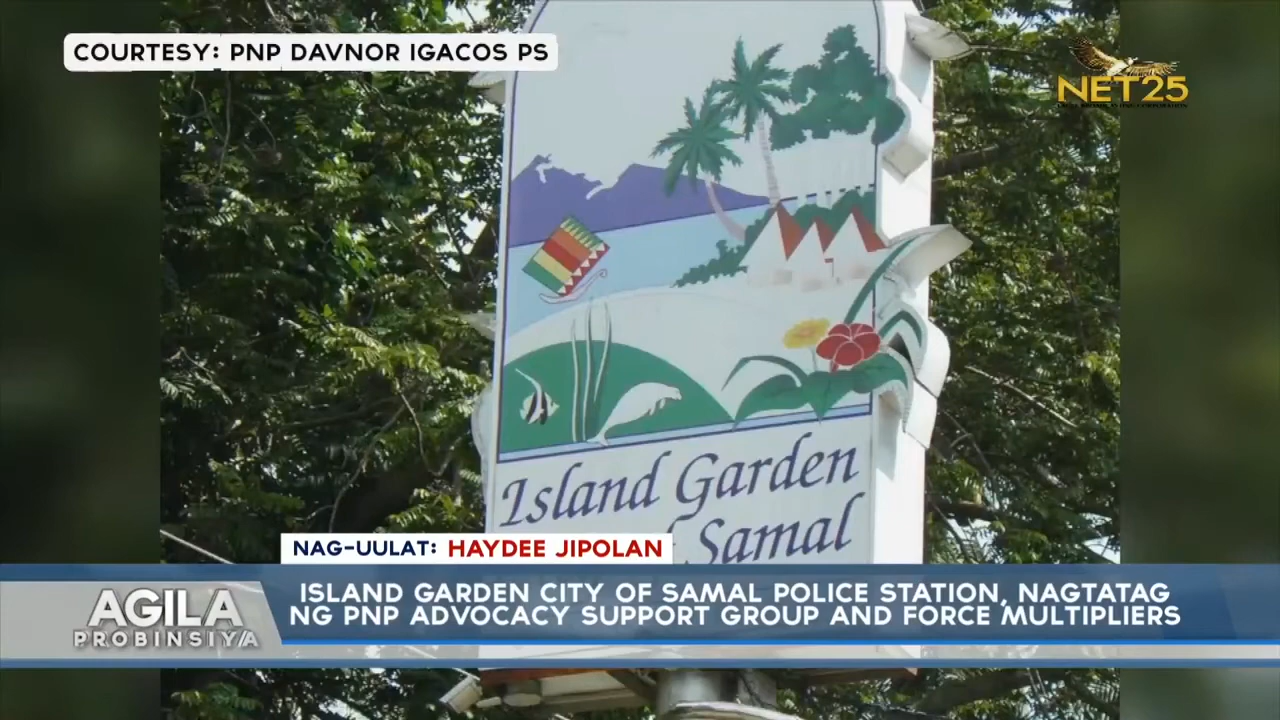 COURTESY: PNP DAVNOR IGACOS PS
NET25
Island Garden
Samal
NAG-UULAT: HAYDEE JIPOLAN
AGILA
PROBINSIYA
ISLAND GARDEN CITY OF SAMAL POLICE STATION, NAGTATAG
NG PNP ADVOCACY SUPPORT GROUP AND FORCE MULTIPLIERS